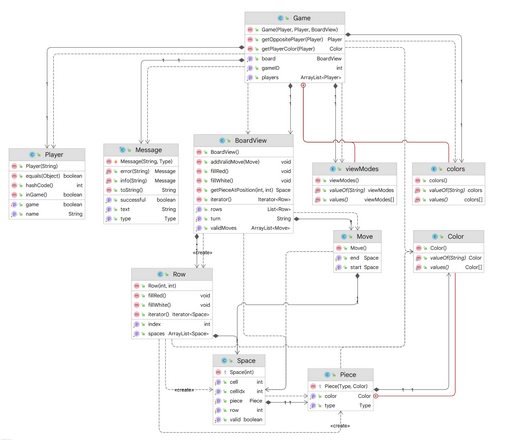 Game
Game(Player, Player, BoardView)
getOppositePlayer(Player) Player
getPlayerColor(Player) Color
board BoardView
gameID int
players ArrayList<Player>
Player
Player(String)
equals(Object) boolean
hashCode() int
inGame() boolean
game boolean
name String
Message
Message(String, Type)
error(String) Message
info(String) Message
toString() String
successful boolean
text String
type Type
BoardView
BoardView()
addValidMove(Move) void
fillRed() void
fillWhite() void
getPieceAtPosition(int, int) Space
iterator() Iterator<Row>
rows List<Row>
turn String
validMoves ArrayList<Move>
viewModes
viewModes()
valueOf(String) viewModes
values() viewModes[]
colors
colors()
valueOf(String) colors
values() colors[]
Move
Move()
end Space
start Space
Color
Color()
valueOf(String) Color
values() Color[]
«create»
Row
Row(int, int)
fillRed() void
fillWhite() void
iterator() Iterator<Space>
index int
spaces ArrayList<Space>
Space
Space(int)
cell int
cellIdx int
piece Piece
row int
valid boolean
Piece
Piece(Type, Color)
color Color
type Type
«create»
«create»